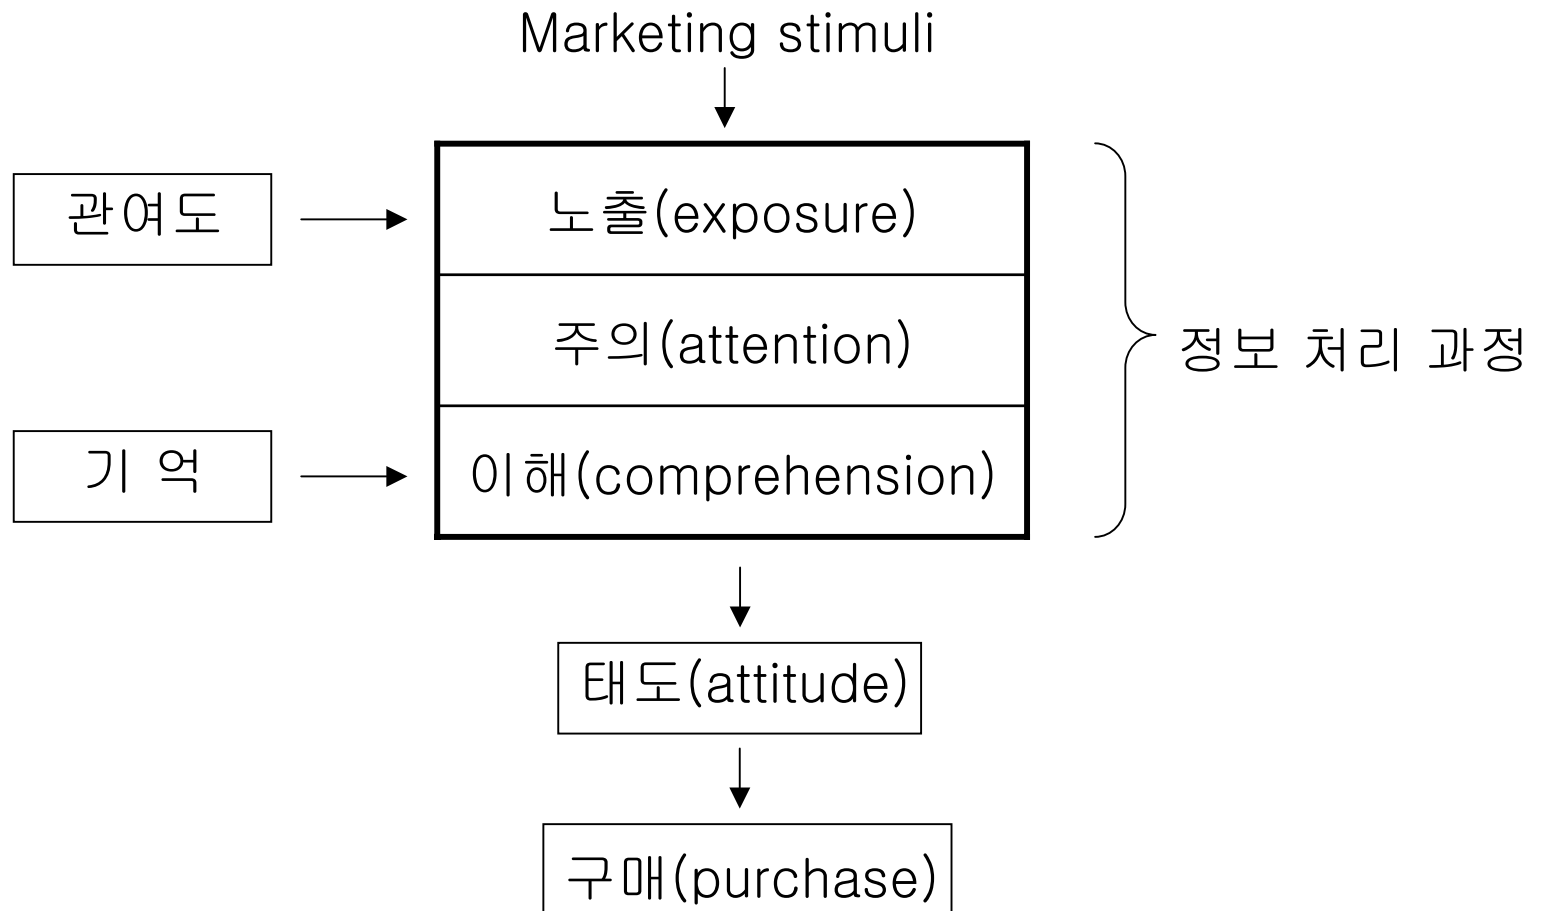 Marketing stimuli
관여도
노출(exposure)
주의(attention)
정보 처리 과정
기 억
이해(comprehension)
태도(attitude)
구매(purchase)